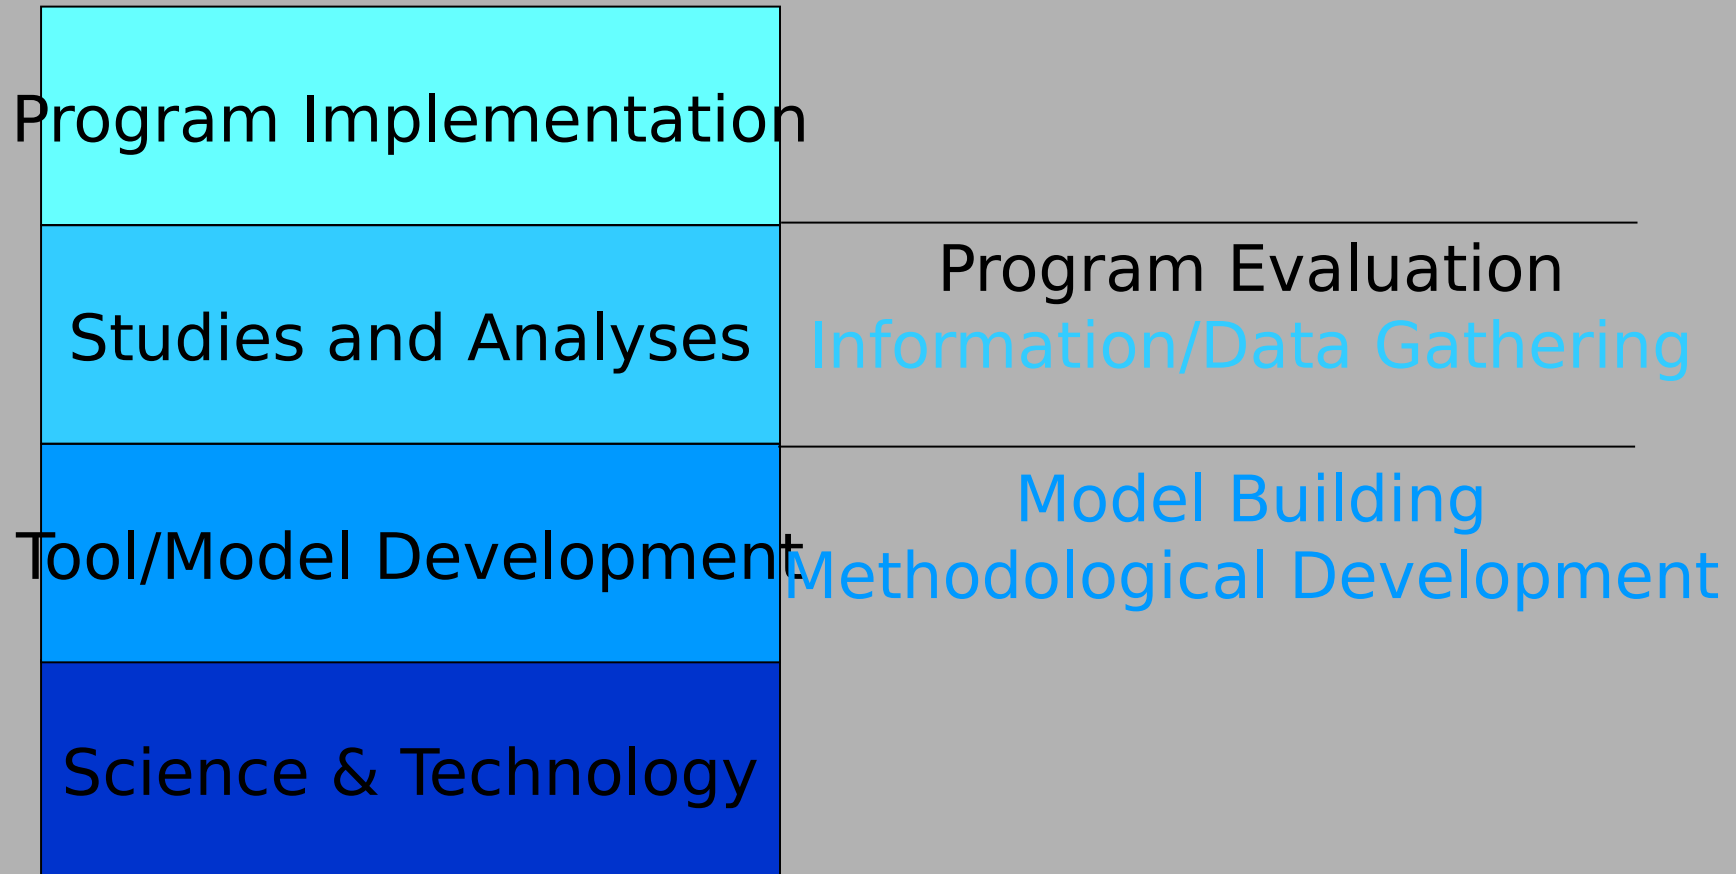 Program Implementation
Studies and Analyses
Program Evaluation
Information/Data Gathering
Tool/Model Development
Model Building
Methodological Development
Science & Technology